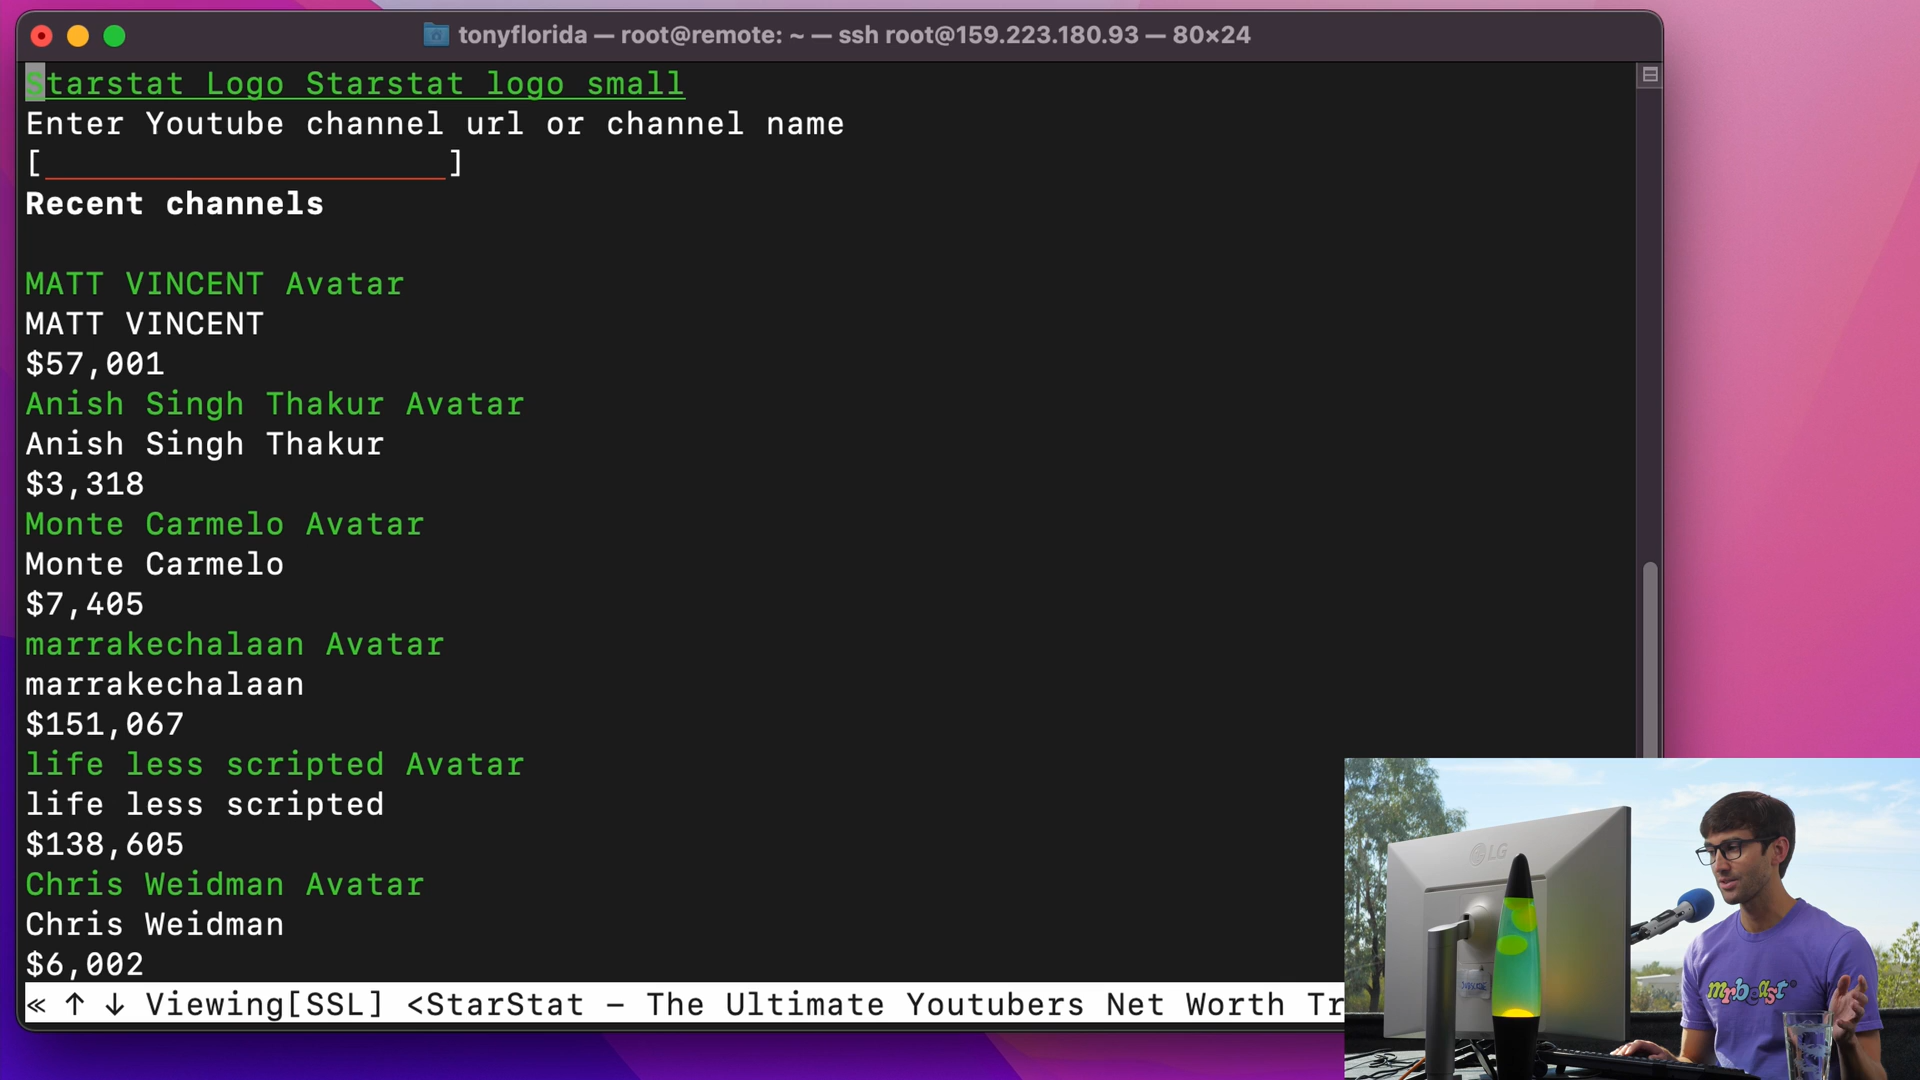 tonyflorida — root@remote: ~ — ssh root@159.223.180.93 — 80×24
Starstat Logo Starstat logo small
Enter Youtube channel url or channel name
[____________________]
Recent channels
MATT VINCENT Avatar
MATT VINCENT
$57,001
Anish Singh Thakur Avatar
Anish Singh Thakur
$3,318
Monte Carmelo Avatar
Monte Carmelo
$7,405
marrakechalaan Avatar
marrakechalaan
$151,067
life less scripted Avatar
life less scripted
$138,605
Chris Weidman Avatar
Chris Weidman
$6,002
« ↑ ↓ Viewing[SSL] <StarStat – The Ultimate Youtubers Net Worth Tr
LG
mrbeast